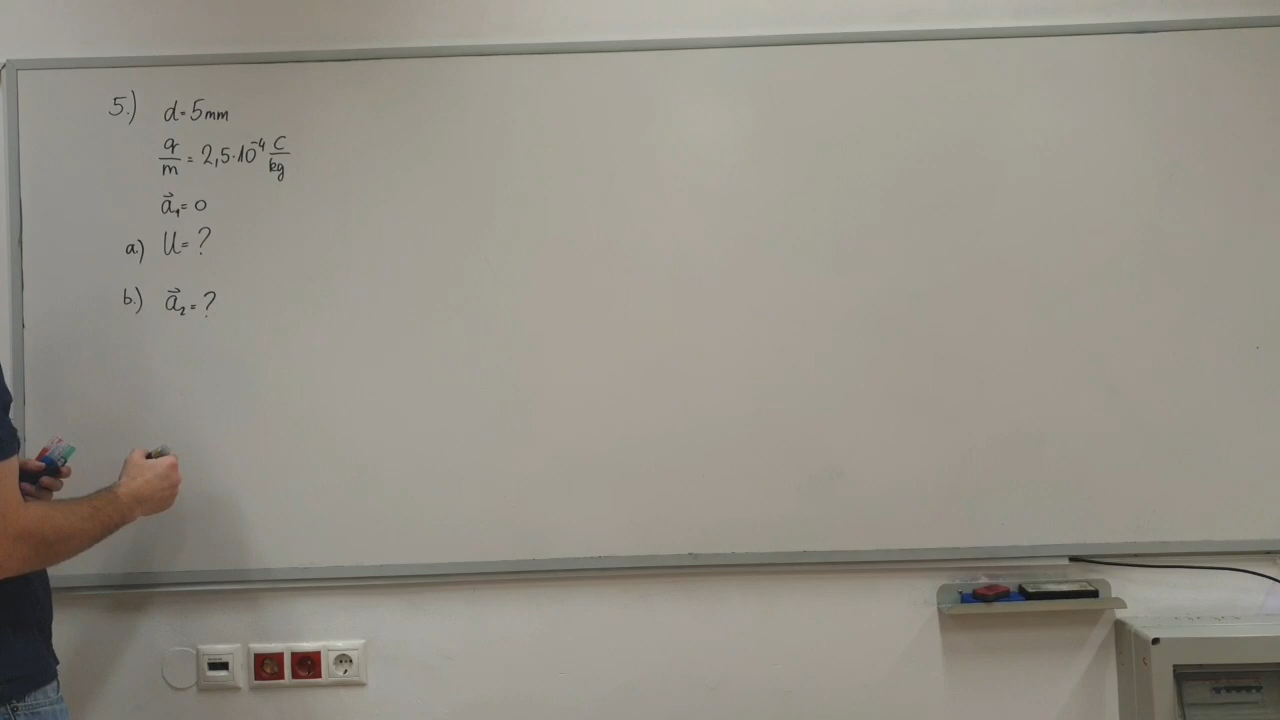 5.) d=5mm
q/m = 2,5·10⁻⁴ C/kg
a⃗₁=0
a.) U=?
b.) a⃗₂=?